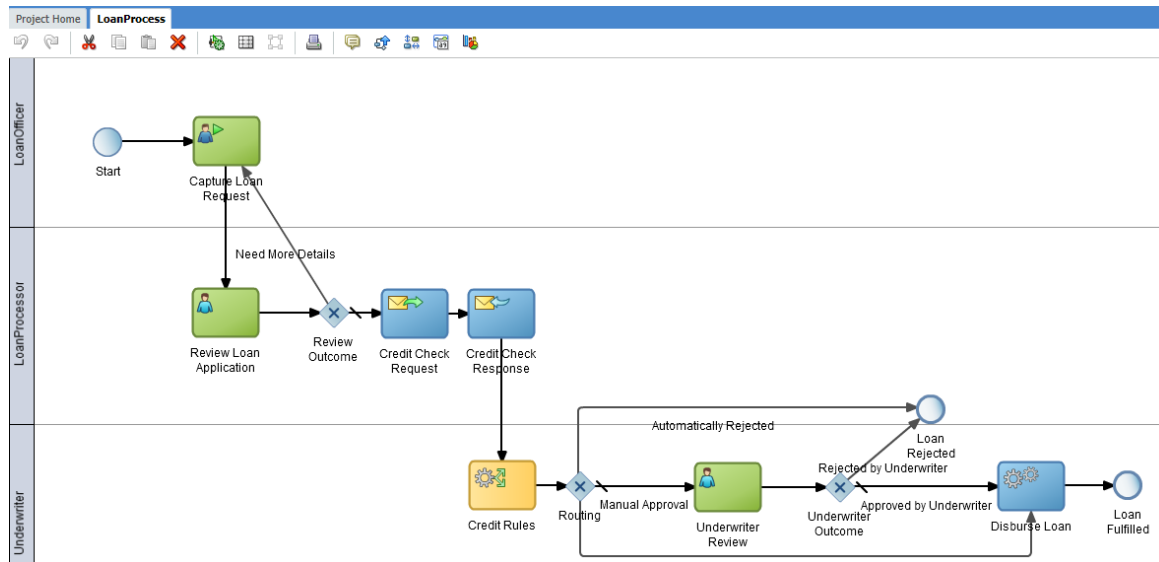 Project Home
LoanProcess
LoanOfficer
Start
Capture Loan
Request
Need More Details
LoanProcessor
Review Loan
Application
Review
Outcome
Credit Check
Request
Credit Check
Response
Automatically Rejected
Loan
Rejected
Underwriter
Credit Rules
Routing
Manual Approval
Underwriter
Review
Rejected by Underwriter
Underwriter
Outcome
Approved by Underwriter
Disburse Loan
Loan
Fulfilled